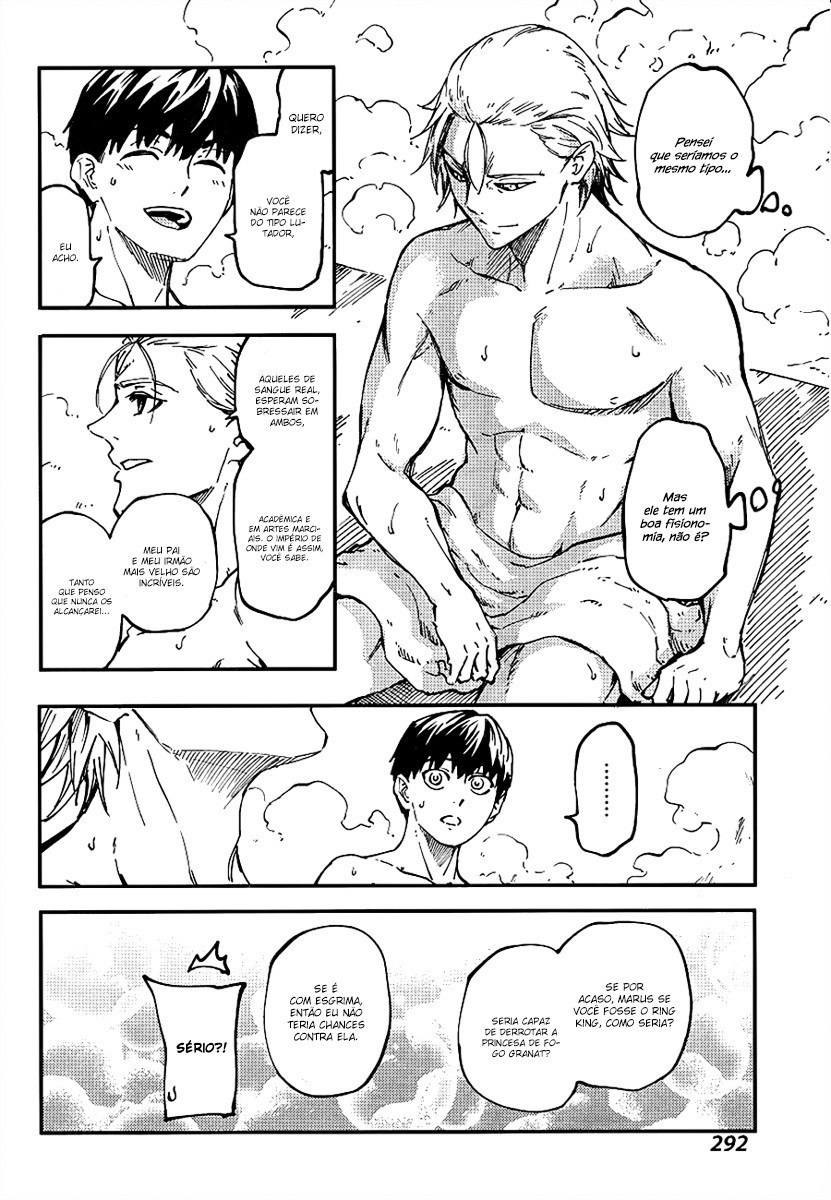 Pensei
que seríamos o
mesmo tipo...
Mas
ele tem um
boa fisiono-
mia, não é?
QUERO
DIZER,
VOCÊ
NÃO PARECE
DO TIPO LU-
TADOR,
EU
ACHO.
AQUELES DE
SANGUE REAL,
ESPERAM SO-
BRESSAIR EM
AMBOS,
ACADÊMICA E
EM ARTES MARCI-
AIS. O IMPÉRIO DE
ONDE VIM É ASSIM,
VOCÊ SABE.
MEU PAI
E MEU IRMÃO
MAIS VELHO SÃO
INCRÍVEIS.
TANTO
QUE PENSO
QUE NUNCA OS
ALCANÇAREI...
.........
SE POR
ACASO, MARUS SE
VOCÊ FOSSE O RING
KING, COMO SERIA?
SERIA CAPAZ
DE DERROTAR A
PRINCESA DE FO-
GO GRANAT?
SE É
COM ESGRIMA,
ENTÃO EU NÃO
TERIA CHANCES
CONTRA ELA.
SÉRIO?!
292